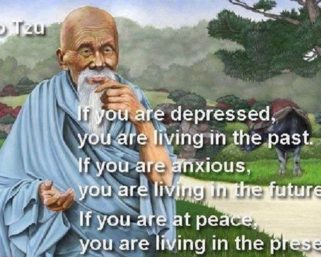 o Tzu
If you are depressed,
you are living in the past.
If you are anxious,
you are living in the future
If you are at peace
you are living in the prese